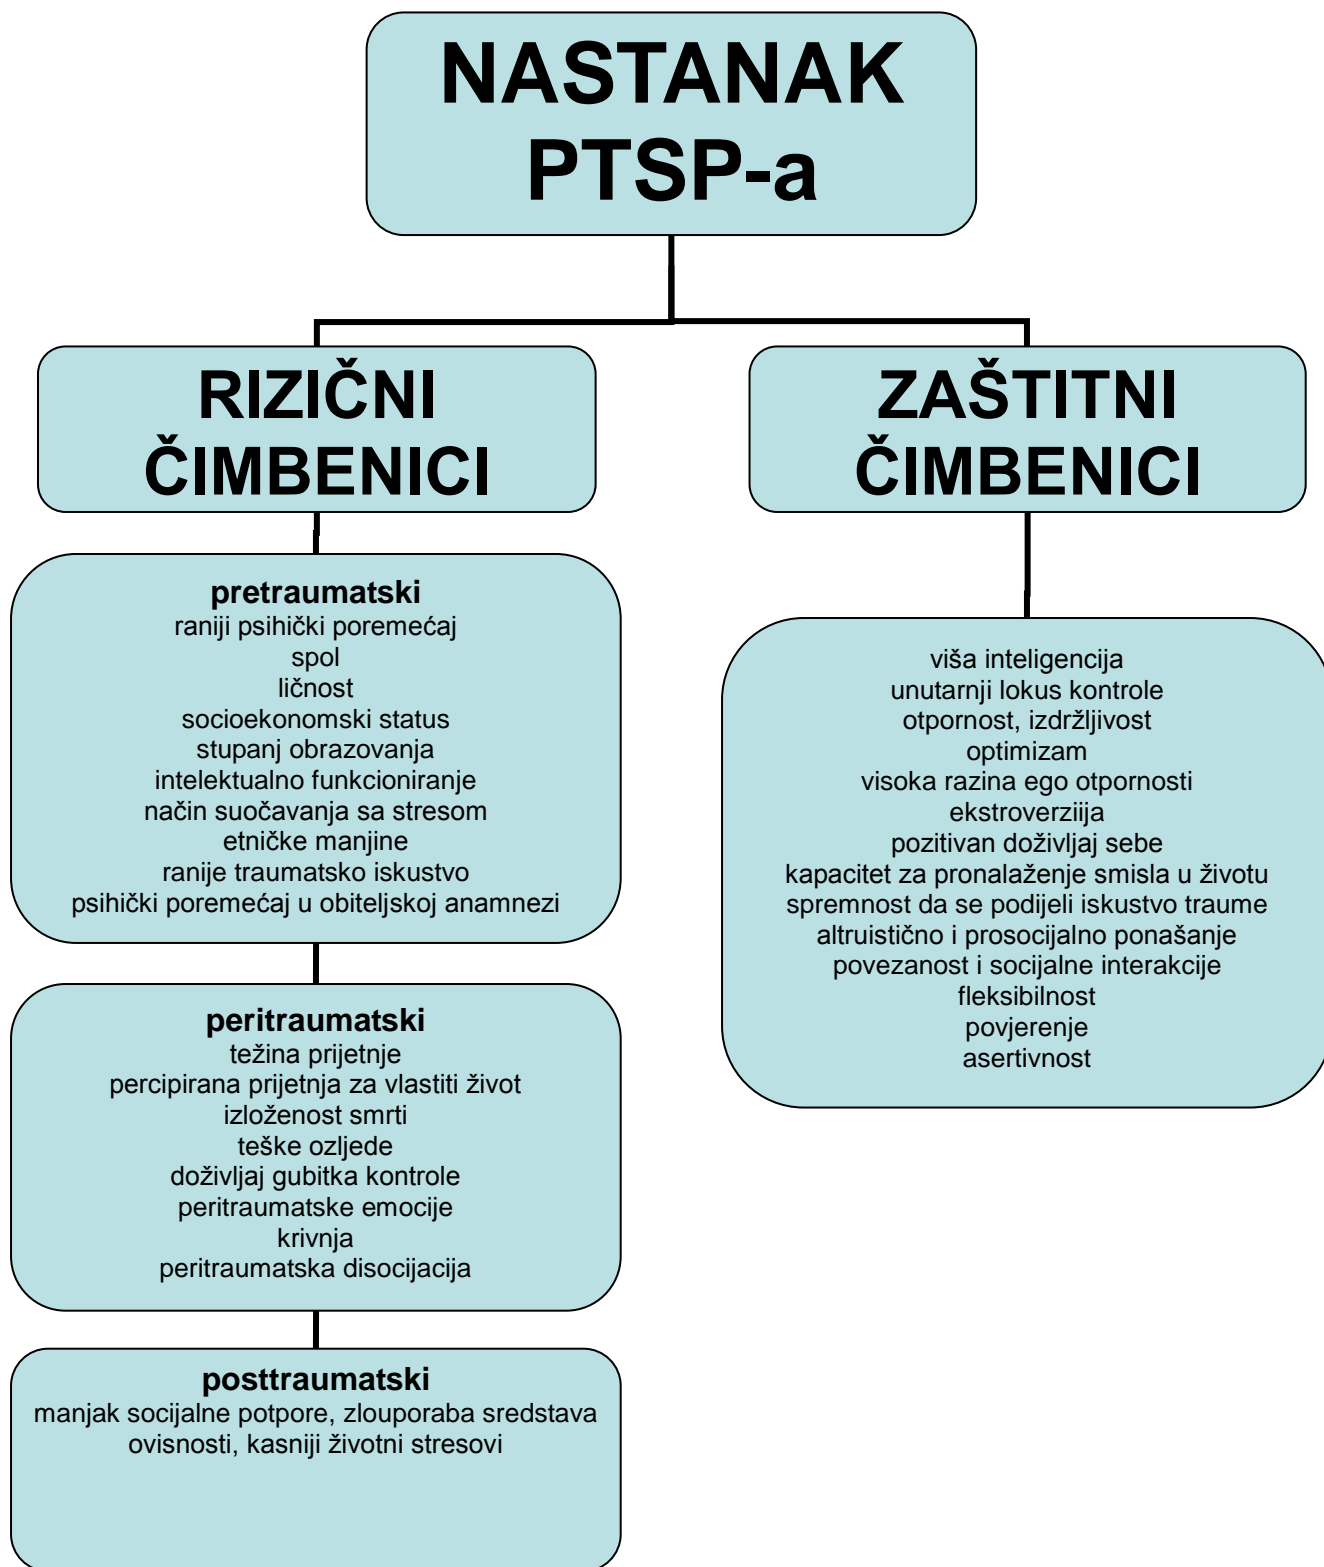 NASTANAK
PTSP-a
RIZIČNI
ČIMBENICI
pretraumatski
raniji psihički poremećaj
spol
ličnost
socioekonomski status
stupanj obrazovanja
intelektualno funkcioniranje
način suočavanja sa stresom
etničke manjine
ranije traumatsko iskustvo
psihički poremećaj u obiteljskoj anamnezi
peritraumatski
težina prijetnje
percipirana prijetnja za vlastiti život
izloženost smrti
teške ozljede
doživljaj gubitka kontrole
peritraumatske emocije
krivnja
peritraumatska disocijacija
posttraumatski
manjak socijalne potpore, zlouporaba sredstava
ovisnosti, kasniji životni stresovi
ZAŠTITNI
ČIMBENICI
viša inteligencija
unutarnji lokus kontrole
otpornost, izdržljivost
optimizam
visoka razina ego otpornosti
ekstroverziija
pozitivan doživljaj sebe
kapacitet za pronalaženje smisla u životu
spremnost da se podijeli iskustvo traume
altruistično i prosocijalno ponašanje
povezanost i socijalne interakcije
fleksibilnost
povjerenje
asertivnost